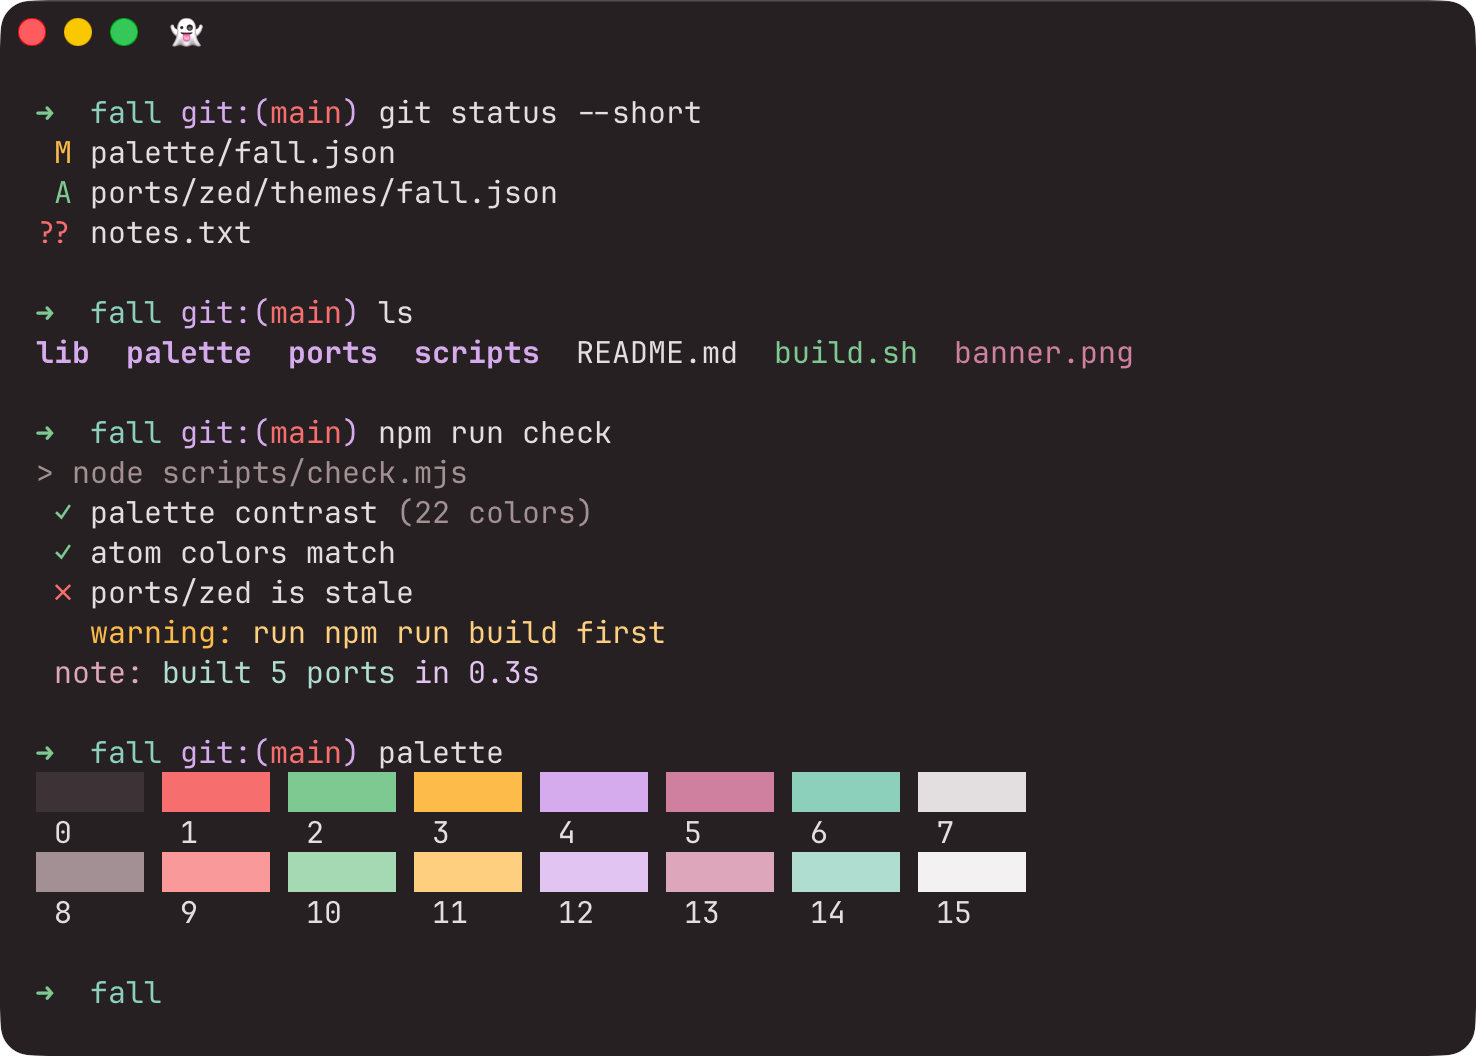 ➜  fall git:(main) git status --short
 M palette/fall.json
 A ports/zed/themes/fall.json
?? notes.txt
➜  fall git:(main) ls
lib  palette  ports  scripts  README.md  build.sh  banner.png
➜  fall git:(main) npm run check
> node scripts/check.mjs
 ✓ palette contrast (22 colors)
 ✓ atom colors match
 ✕ ports/zed is stale
   warning: run npm run build first
 note: built 5 ports in 0.3s
➜  fall git:(main) palette
 0      1      2      3      4      5      6      7
 8      9      10     11     12     13     14     15
➜  fall